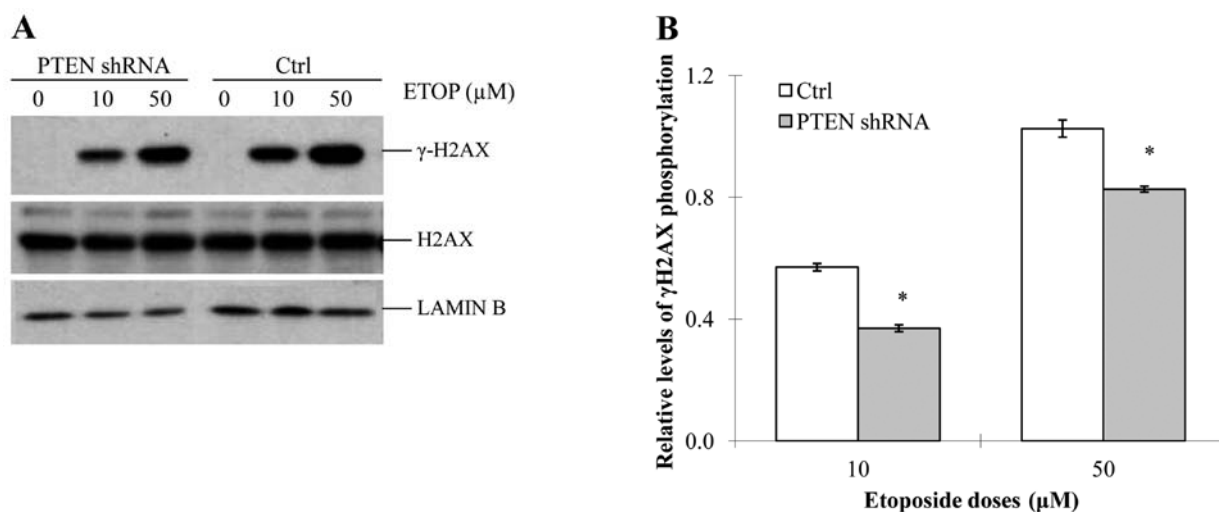 A
PTEN shRNA Ctrl
0 10 50 0 10 50 ETOP (µM)
γ-H2AX
H2AX
LAMIN B
B
Relative levels of γH2AX phosphorylation
1.2
0.8
0.4
0.0
Ctrl
PTEN shRNA
*
*
10 50
Etoposide doses (µM)